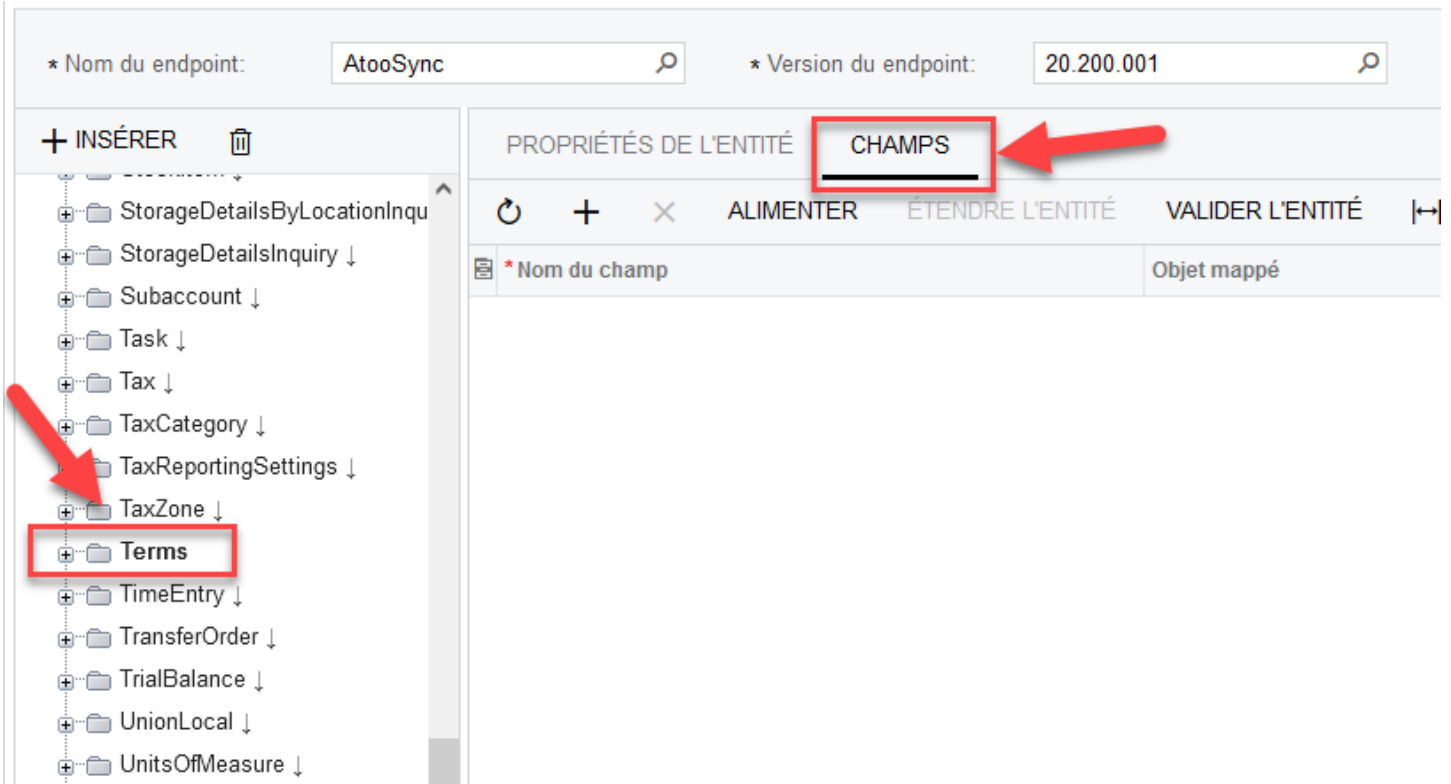 * Nom du endpoint: AtooSync * Version du endpoint: 20.200.001
+ INSÉRER
PROPRIÉTÉS DE L'ENTITÉ CHAMPS
ALIMENTER ÉTENDRE L'ENTITÉ VALIDER L'ENTITÉ
* Nom du champ Objet mappé
StorageDetailsByLocationInqu
StorageDetailsInquiry ↓
Subaccount ↓
Task ↓
Tax ↓
TaxCategory ↓
TaxReportingSettings ↓
TaxZone ↓
Terms
TimeEntry ↓
TransferOrder ↓
TrialBalance ↓
UnionLocal ↓
UnitsOfMeasure ↓